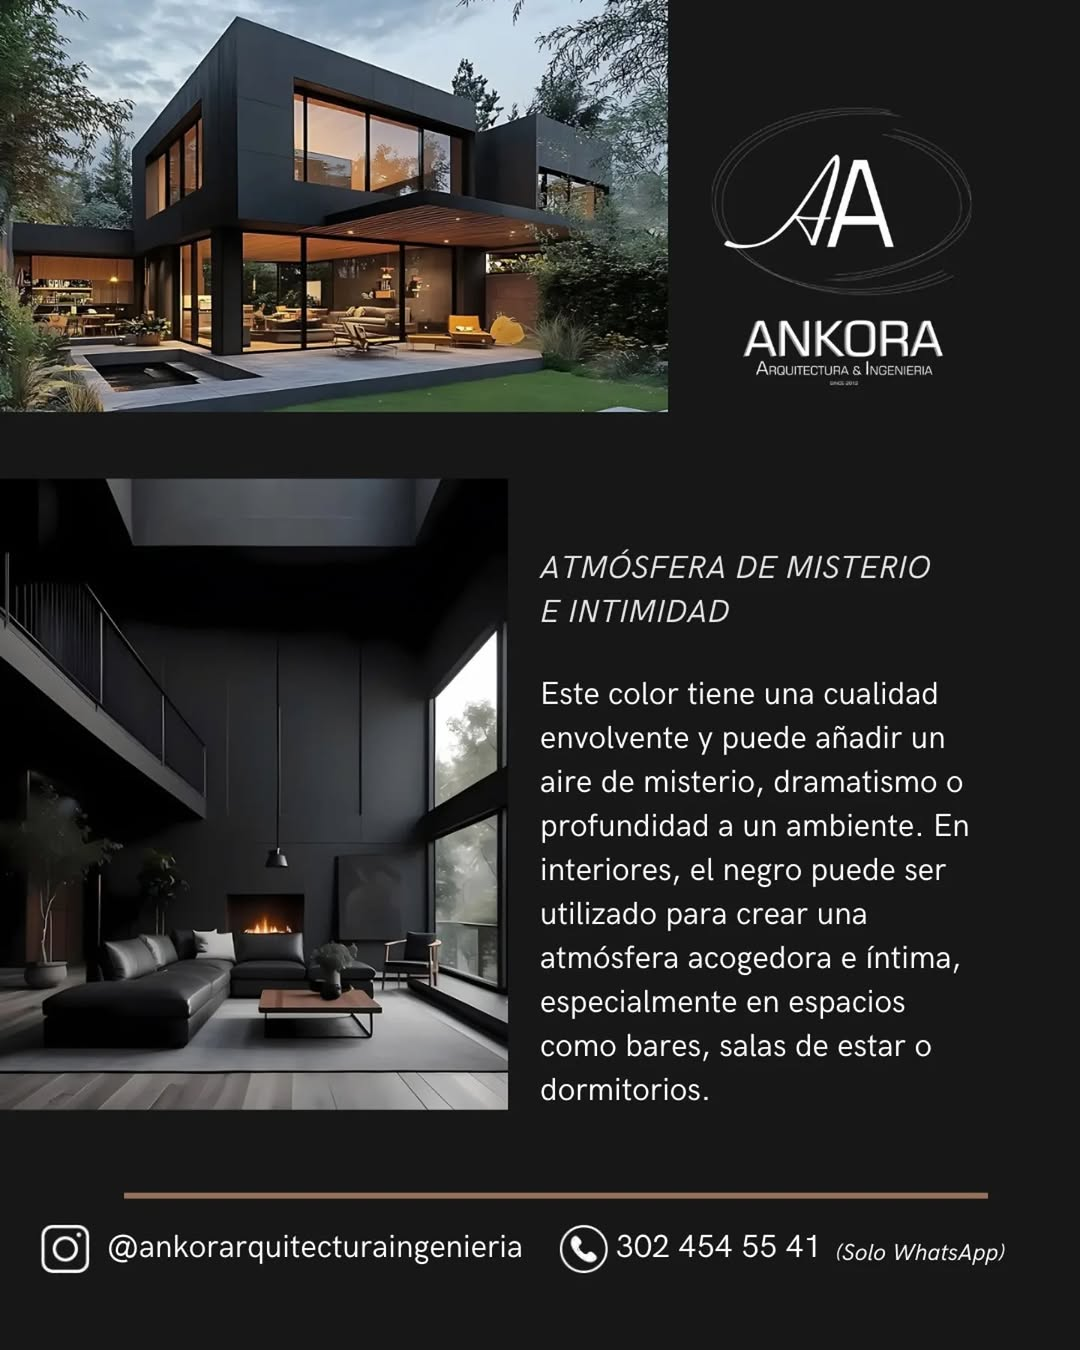 AA
ANKORA
ARQUITECTURA & INGENIERIA
SINCE 2012
ATMÓSFERA DE MISTERIO
E INTIMIDAD
Este color tiene una cualidad
envolvente y puede añadir un
aire de misterio, dramatismo o
profundidad a un ambiente. En
interiores, el negro puede ser
utilizado para crear una
atmósfera acogedora e íntima,
especialmente en espacios
como bares, salas de estar o
dormitorios.
@ankorarquitecturaingenieria
302 454 55 41 (Solo WhatsApp)